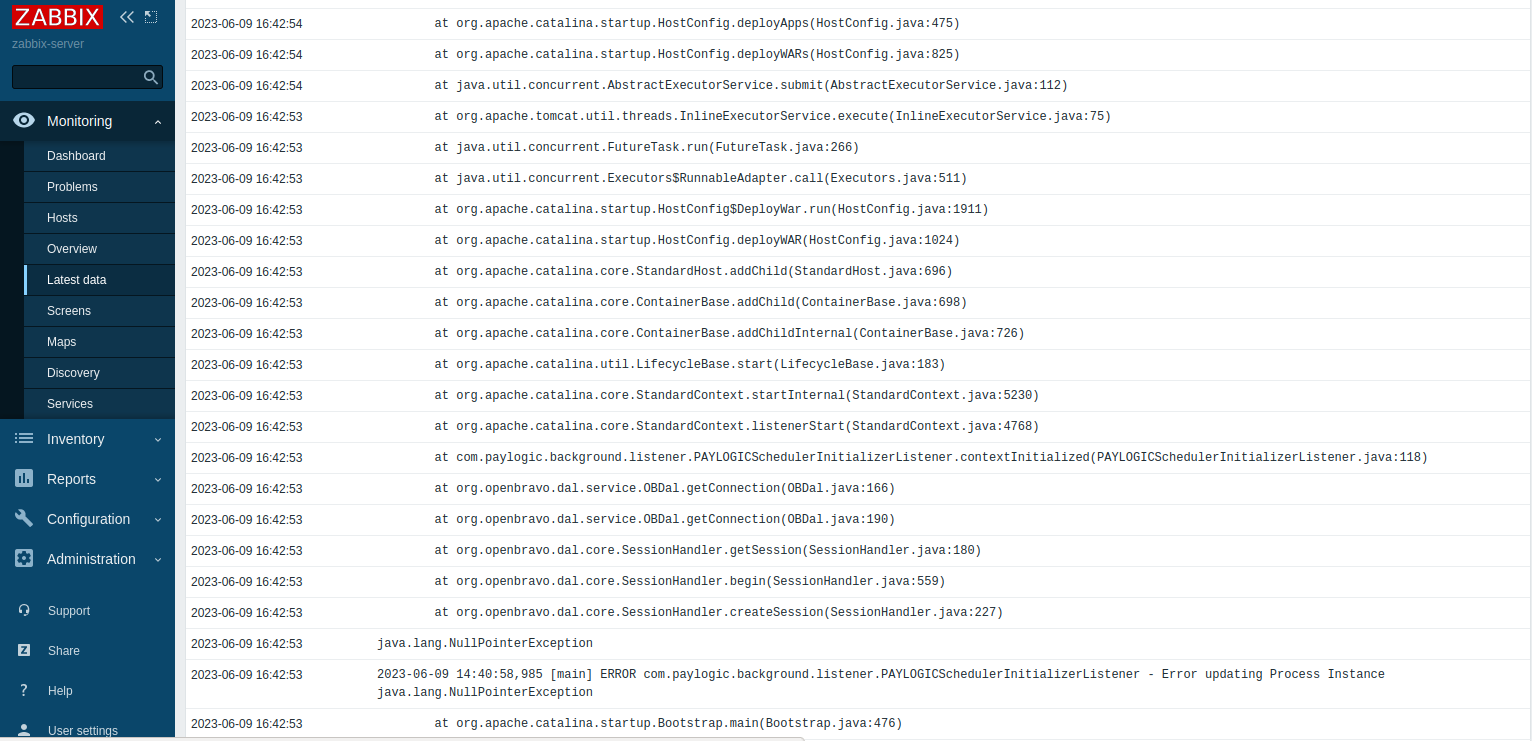 ZABBIX
zabbix-server
Monitoring
Dashboard
Problems
Hosts
Overview
Latest data
Screens
Maps
Discovery
Services
Inventory
Reports
Configuration
Administration
Support
Z Share
? Help
User settings
2023-06-09 16:42:54 at org.apache.catalina.startup.HostConfig.deployApps(HostConfig.java:475)
2023-06-09 16:42:54 at org.apache.catalina.startup.HostConfig.deployWARs(HostConfig.java:825)
2023-06-09 16:42:54 at java.util.concurrent.AbstractExecutorService.submit(AbstractExecutorService.java:112)
2023-06-09 16:42:53 at org.apache.tomcat.util.threads.InlineExecutorService.execute(InlineExecutorService.java:75)
2023-06-09 16:42:53 at java.util.concurrent.FutureTask.run(FutureTask.java:266)
2023-06-09 16:42:53 at java.util.concurrent.Executors$RunnableAdapter.call(Executors.java:511)
2023-06-09 16:42:53 at org.apache.catalina.startup.HostConfig$DeployWar.run(HostConfig.java:1911)
2023-06-09 16:42:53 at org.apache.catalina.startup.HostConfig.deployWAR(HostConfig.java:1024)
2023-06-09 16:42:53 at org.apache.catalina.core.StandardHost.addChild(StandardHost.java:696)
2023-06-09 16:42:53 at org.apache.catalina.core.ContainerBase.addChild(ContainerBase.java:698)
2023-06-09 16:42:53 at org.apache.catalina.core.ContainerBase.addChildInternal(ContainerBase.java:726)
2023-06-09 16:42:53 at org.apache.catalina.util.LifecycleBase.start(LifecycleBase.java:183)
2023-06-09 16:42:53 at org.apache.catalina.core.StandardContext.startInternal(StandardContext.java:5230)
2023-06-09 16:42:53 at org.apache.catalina.core.StandardContext.listenerStart(StandardContext.java:4768)
2023-06-09 16:42:53 at com.paylogic.background.listener.PAYLOGICSchedulerInitializerListener.contextInitialized(PAYLOGICSchedulerInitializerListener.java:118)
2023-06-09 16:42:53 at org.openbravo.dal.service.OBDal.getConnection(OBDal.java:166)
2023-06-09 16:42:53 at org.openbravo.dal.service.OBDal.getConnection(OBDal.java:190)
2023-06-09 16:42:53 at org.openbravo.dal.core.SessionHandler.getSession(SessionHandler.java:180)
2023-06-09 16:42:53 at org.openbravo.dal.core.SessionHandler.begin(SessionHandler.java:559)
2023-06-09 16:42:53 at org.openbravo.dal.core.SessionHandler.createSession(SessionHandler.java:227)
2023-06-09 16:42:53 java.lang.NullPointerException
2023-06-09 16:42:53 2023-06-09 14:40:58,985 [main] ERROR com.paylogic.background.listener.PAYLOGICSchedulerInitializerListener - Error updating Process Instance
java.lang.NullPointerException
2023-06-09 16:42:53 at org.apache.catalina.startup.Bootstrap.main(Bootstrap.java:476)